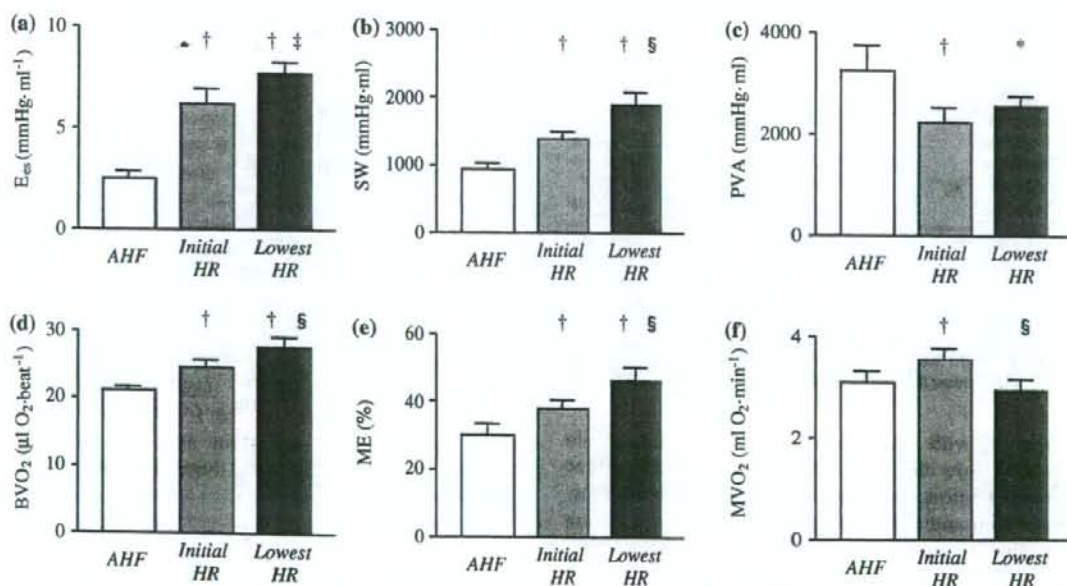 (a)
E_es (mmHg· ml⁻¹)
10
5
0
† 
† ‡
AHF
Initial HR
Lowest HR
(b)
SW (mmHg·ml)
3000
2000
1000
0
†
† §
AHF
Initial HR
Lowest HR
(c)
PVA (mmHg·ml)
4000
2000
0
†
*
AHF
Initial HR
Lowest HR
(d)
BVO₂ (µl O₂·beat⁻¹)
30
20
10
0
†
† §
AHF
Initial HR
Lowest HR
(e)
ME (%)
60
40
20
0
†
† §
AHF
Initial HR
Lowest HR
(f)
MVO₂ (ml O₂·min⁻¹)
4
2
0
†
§
AHF
Initial HR
Lowest HR